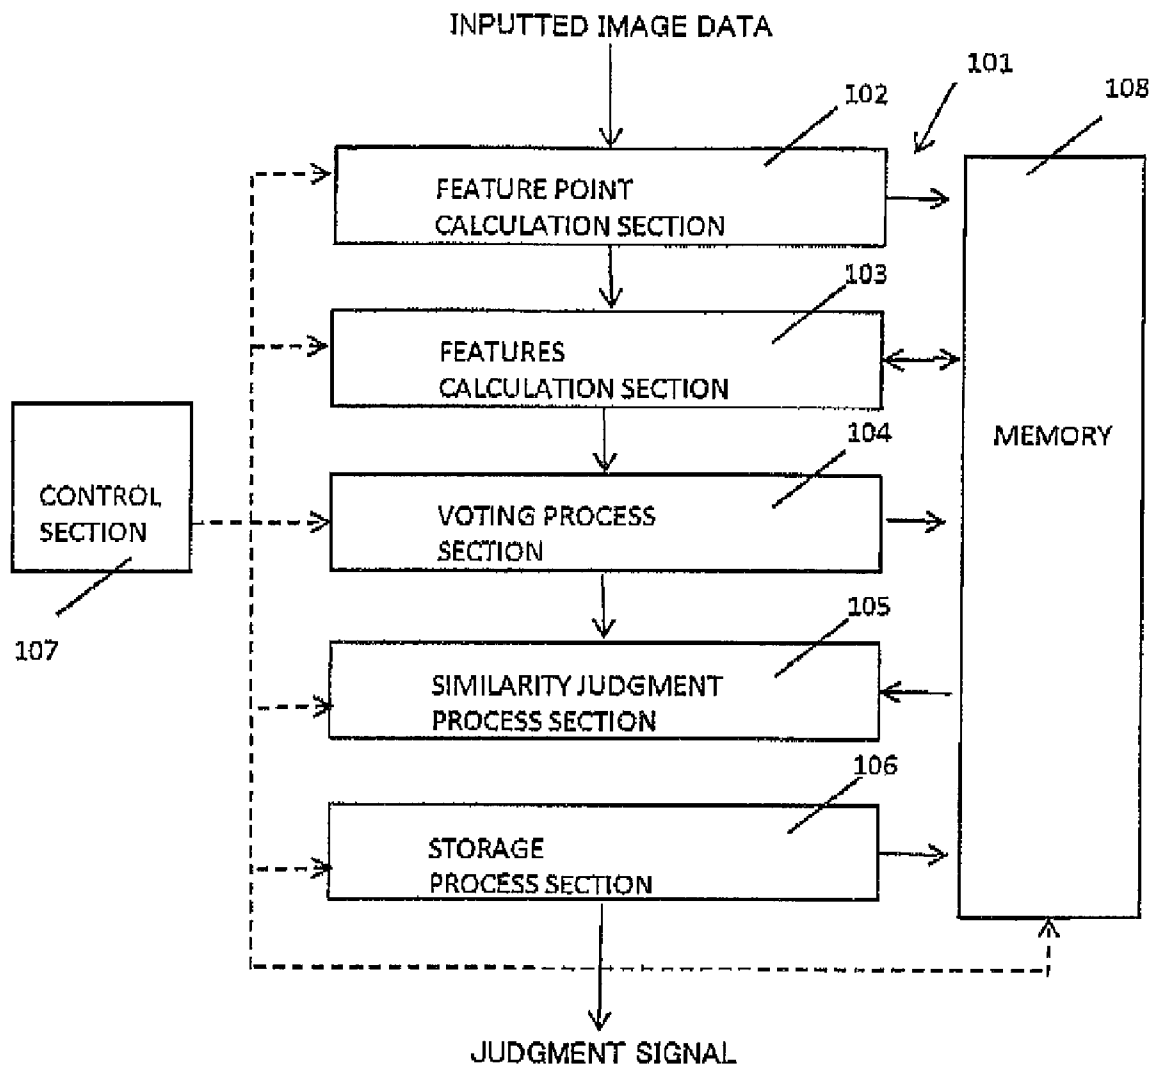 INPUTTED IMAGE DATA
101
102
108
FEATURE POINT
CALCULATION SECTION
103
FEATURES
CALCULATION SECTION
104
MEMORY
CONTROL
SECTION
VOTING PROCESS
SECTION
107
105
SIMILARITY JUDGMENT
PROCESS SECTION
106
STORAGE
PROCESS SECTION
JUDGMENT SIGNAL